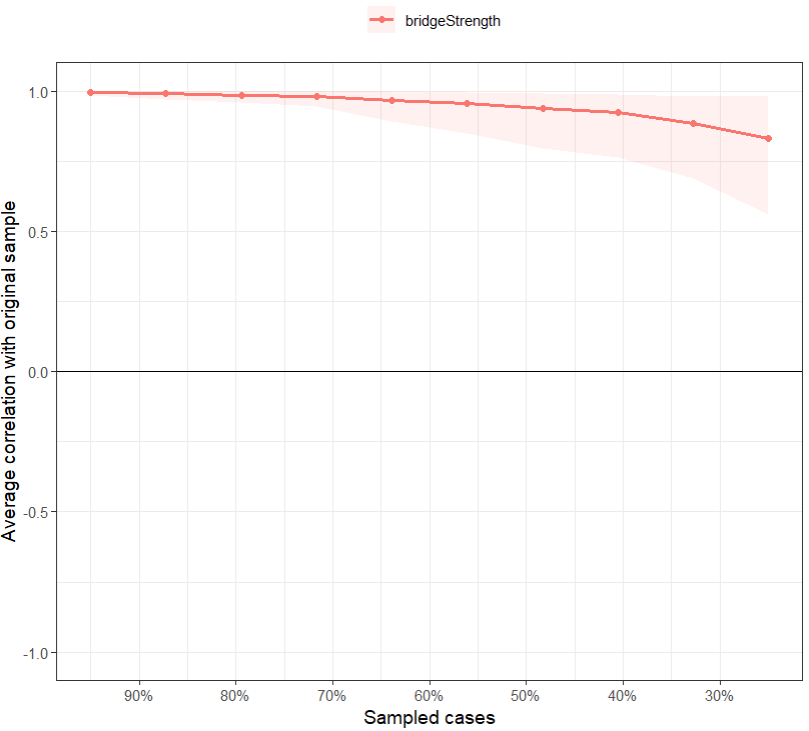 bridgeStrength
Average correlation with original sample
1.0
0.5
0.0
-0.5
-1.0
90% 80% 70% 60% 50% 40% 30%
Sampled cases